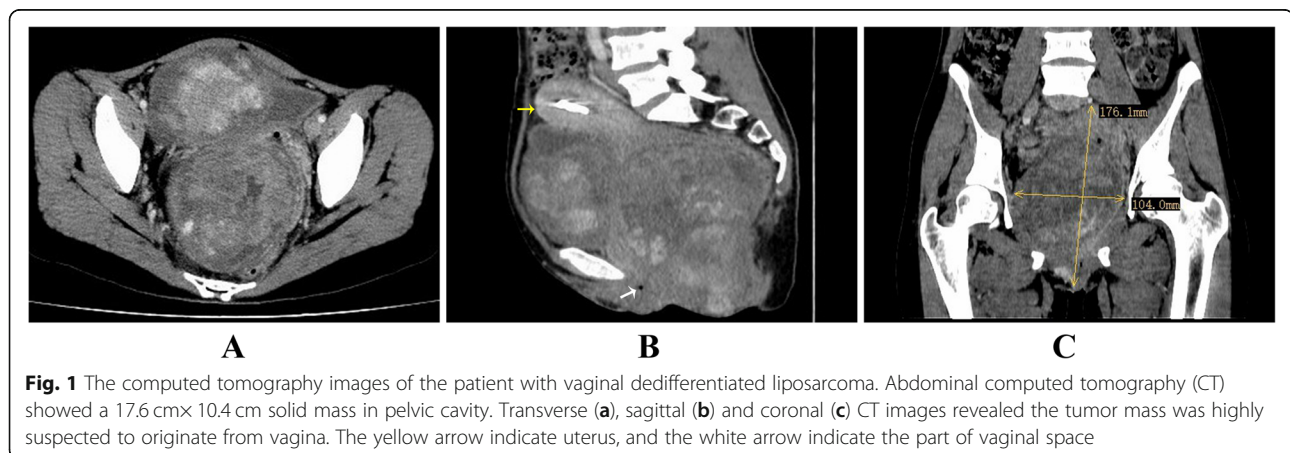 176.1mm
104.0mm
A B C
Fig. 1 The computed tomography images of the patient with vaginal dedifferentiated liposarcoma. Abdominal computed tomography (CT)
showed a 17.6 cm× 10.4 cm solid mass in pelvic cavity. Transverse (a), sagittal (b) and coronal (c) CT images revealed the tumor mass was highly
suspected to originate from vagina. The yellow arrow indicate uterus, and the white arrow indicate the part of vaginal space